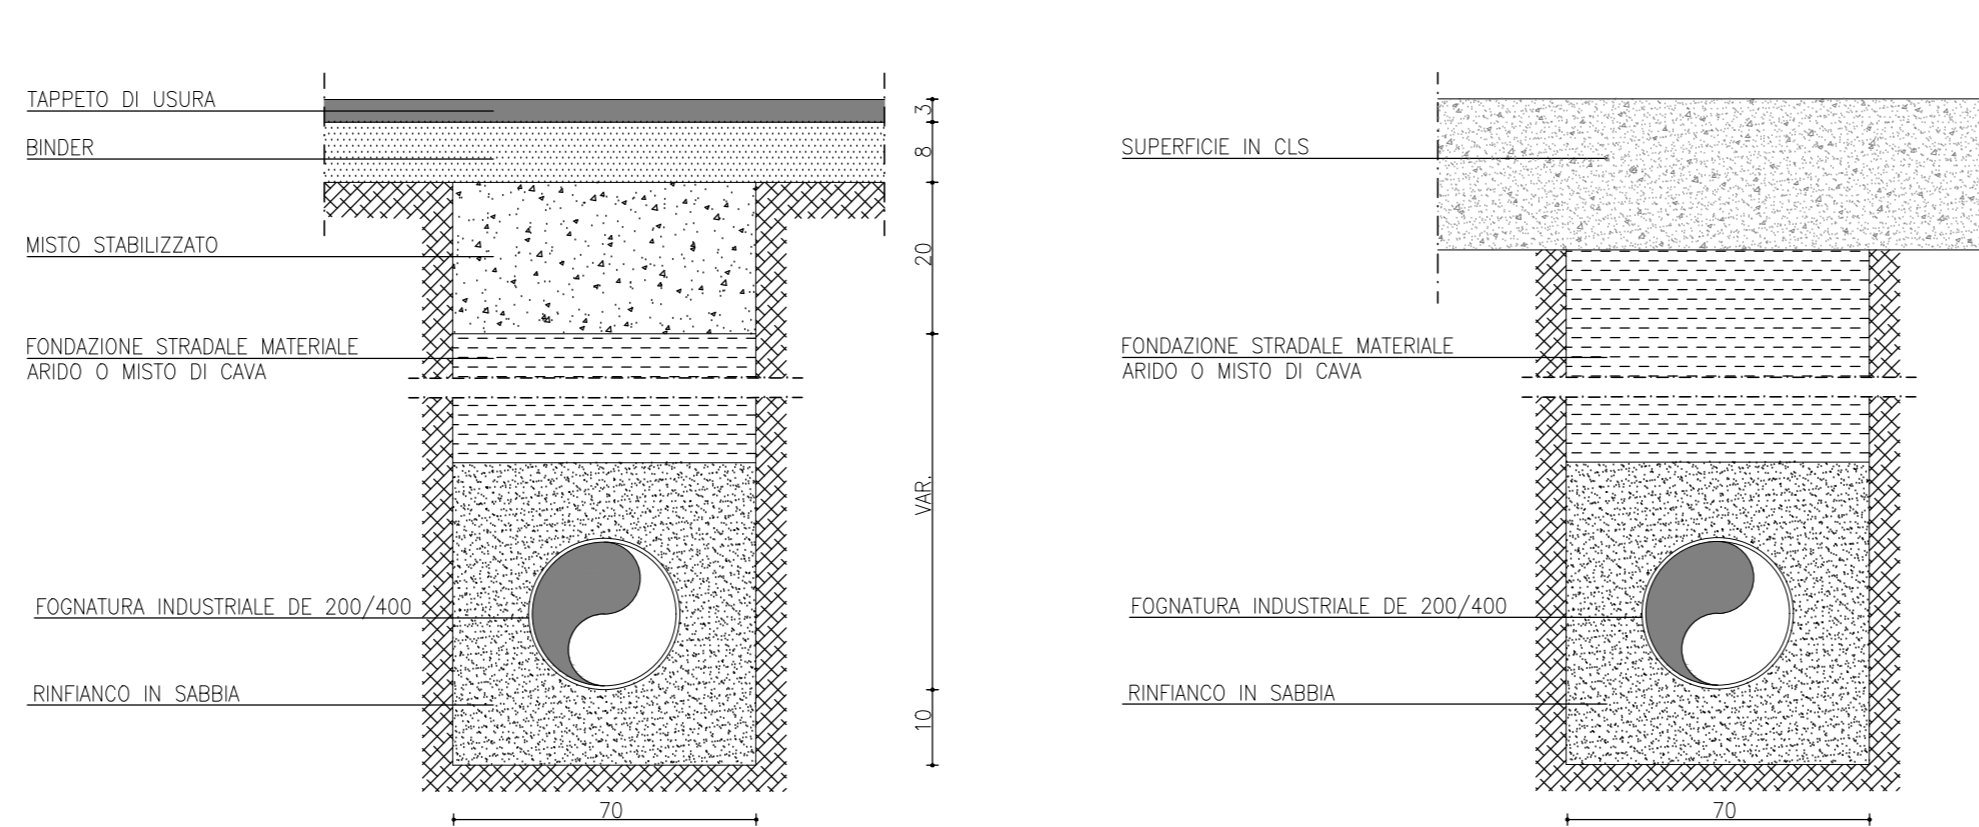 TAPPETO DI USURA
BINDER
MISTO STABILIZZATO
FONDAZIONE STRADALE MATERIALE
ARIDO O MISTO DI CAVA
FOGNATURA INDUSTRIALE DE 200/400
RINFIANCO IN SABBIA
3
8
20
VAR.
10
70
SUPERFICIE IN CLS
FONDAZIONE STRADALE MATERIALE
ARIDO O MISTO DI CAVA
FOGNATURA INDUSTRIALE DE 200/400
RINFIANCO IN SABBIA
70